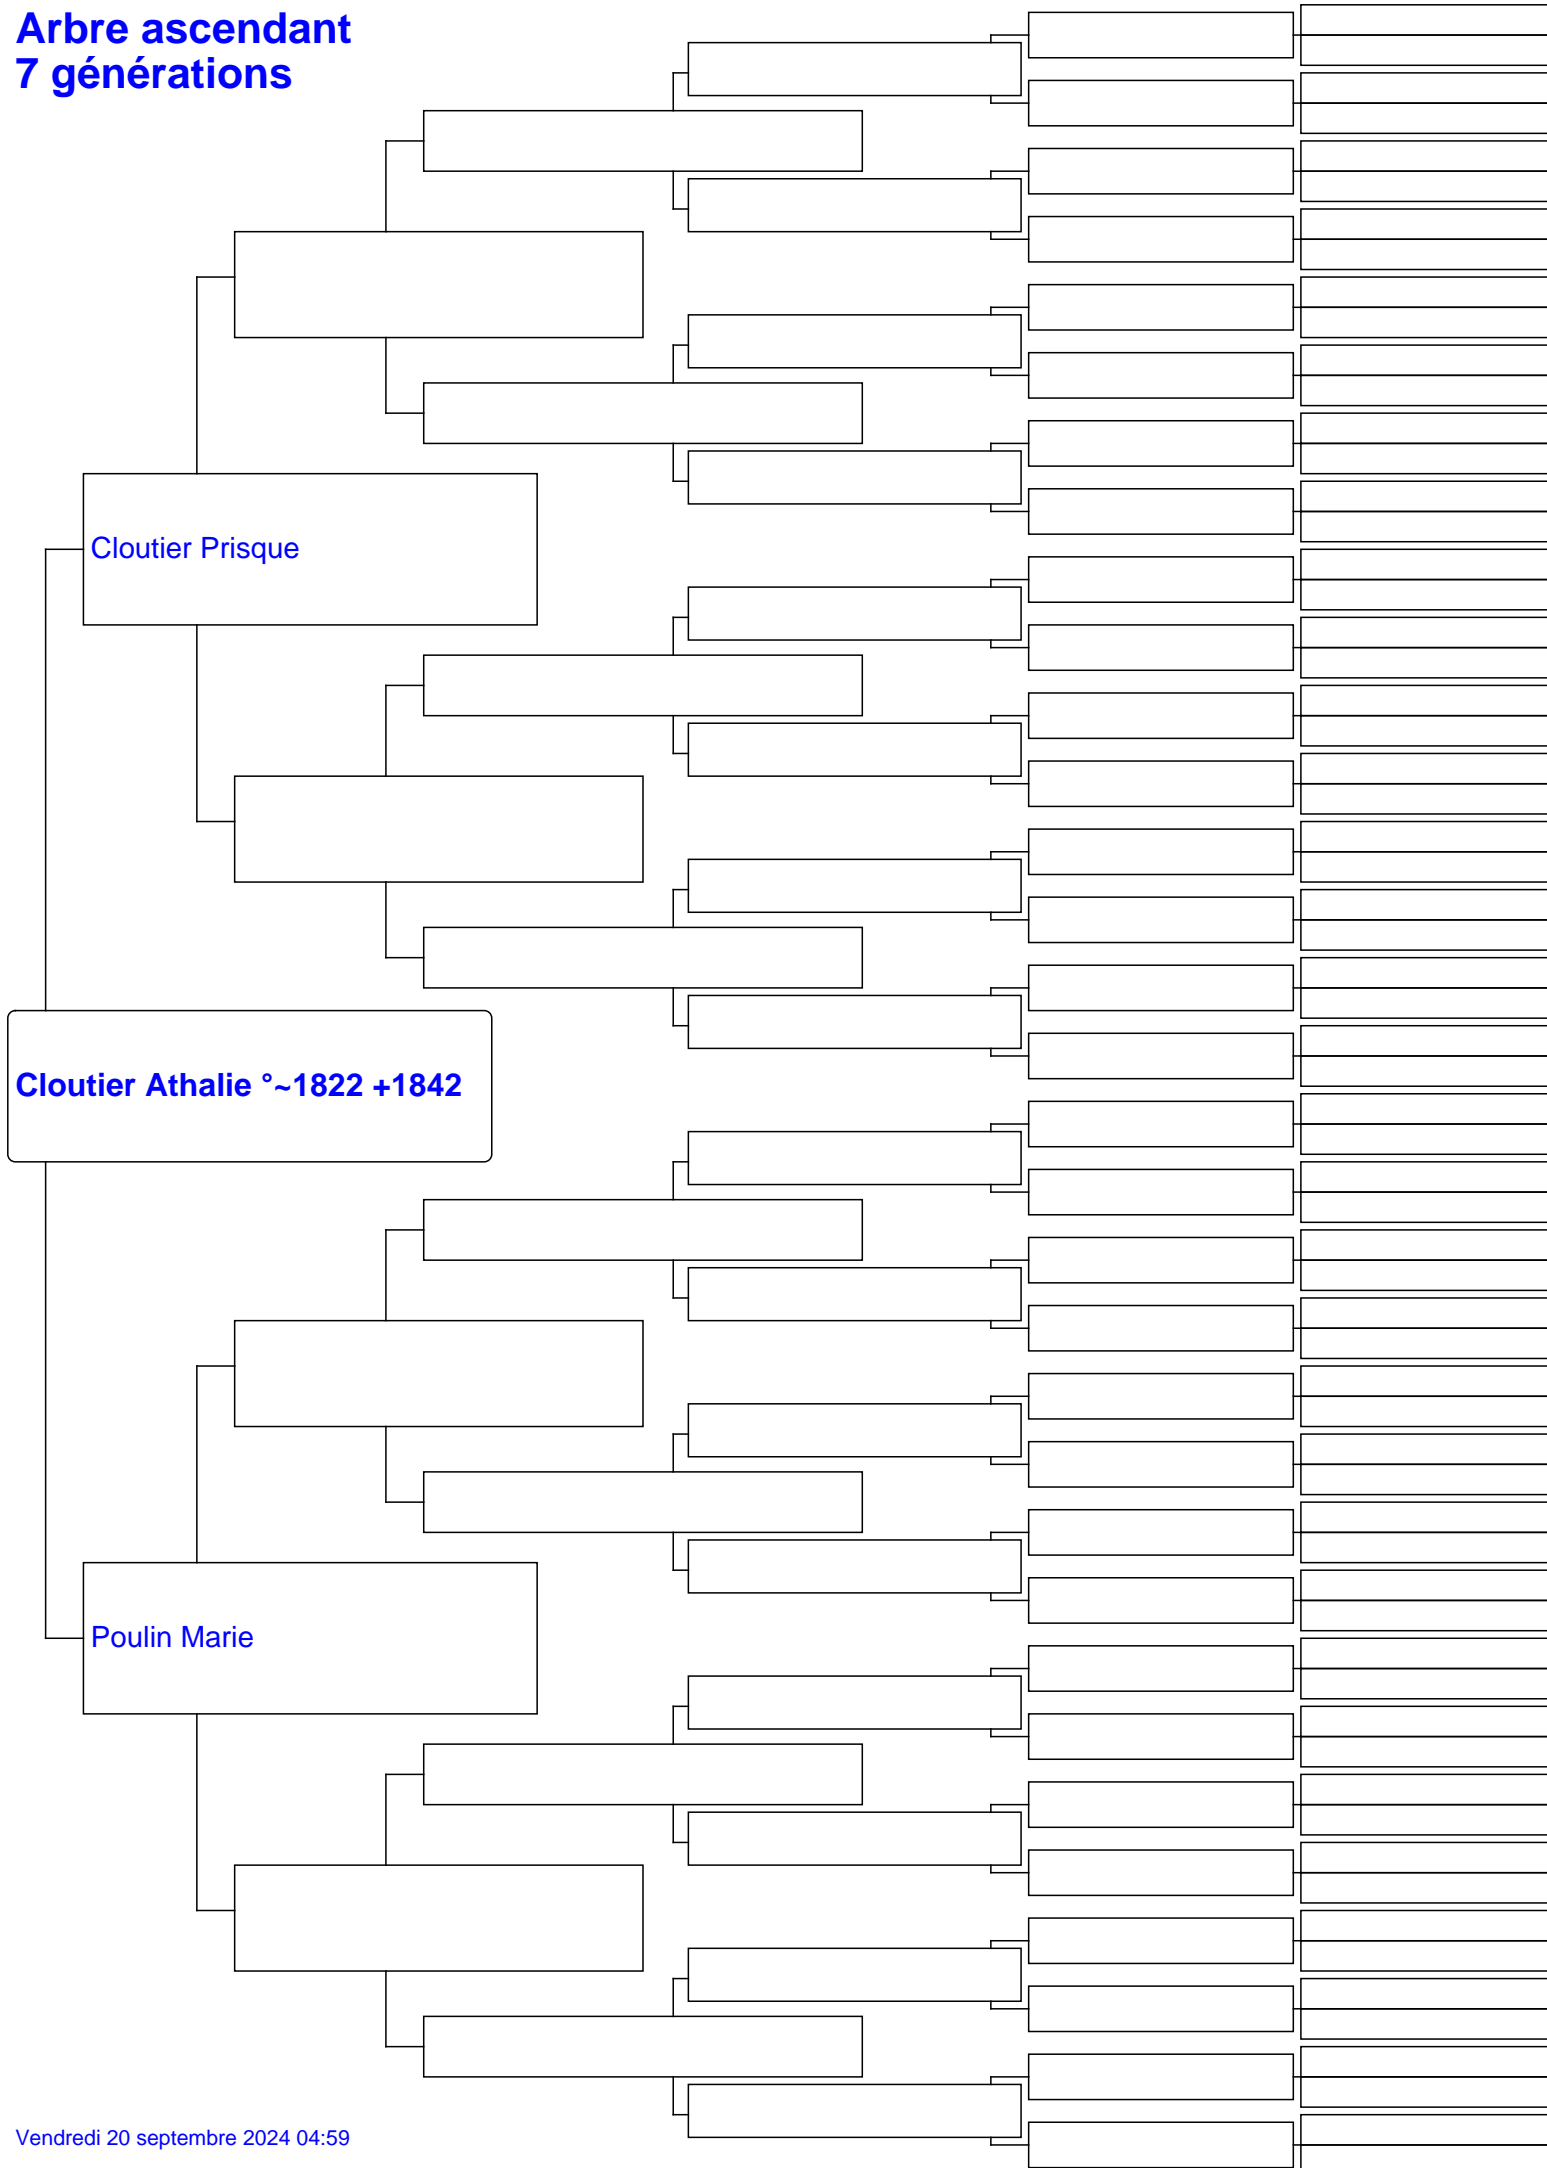 Arbre ascendant
7 générations
Cloutier Prisque
Cloutier Athalie °~1822 +1842
Poulin Marie
Vendredi 20 septembre 2024 04:59